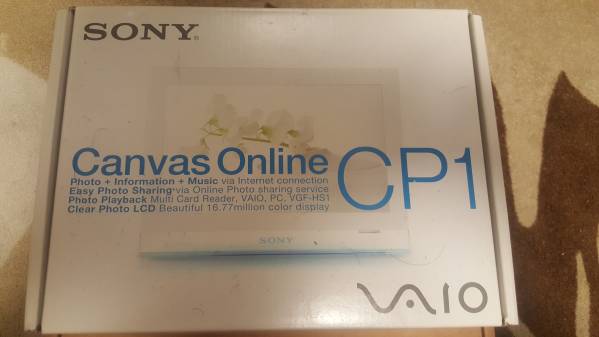 SONY®
Canvas Online CP1
Photo + Information + Music via Internet connection
Easy Photo Sharing via Online Photo sharing service
Photo Playback Multi Card Reader, VAIO, PC, VGF-HS1
Clear Photo LCD Beautiful 16.77million color display
SONY
VAIO